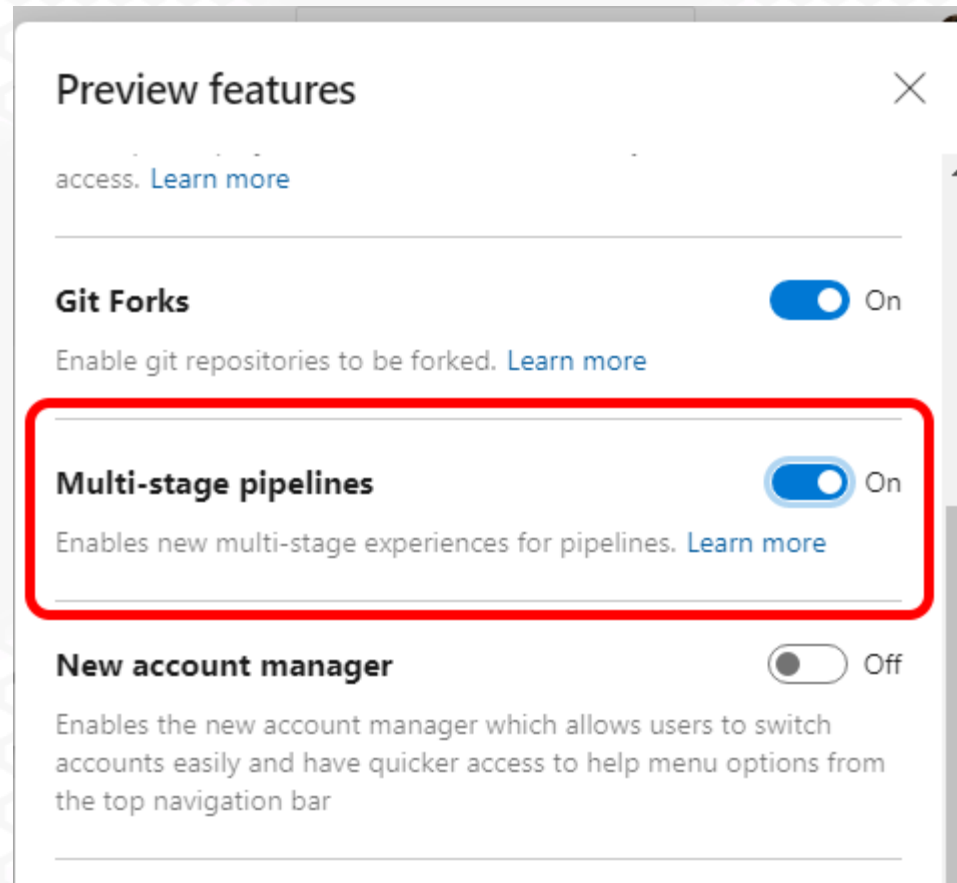 Preview features
access. Learn more
Git Forks
On
Enable git repositories to be forked. Learn more
Multi-stage pipelines
On
Enables new multi-stage experiences for pipelines. Learn more
New account manager
Off
Enables the new account manager which allows users to switch
accounts easily and have quicker access to help menu options from
the top navigation bar